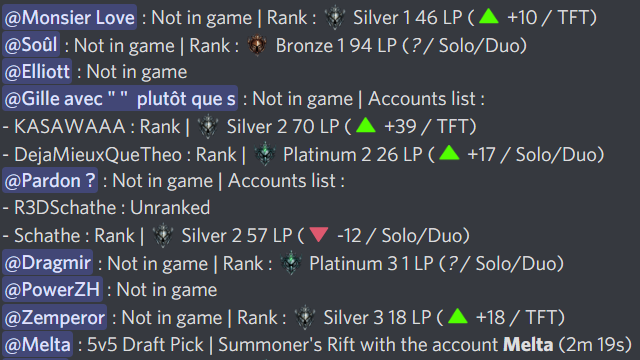 @Monsier Love : Not in game | Rank : Silver 1 46 LP ( +10 / TFT)
@Soûl : Not in game | Rank : Bronze 1 94 LP (? / Solo/Duo)
@Elliott : Not in game
@Gille avec " " plutôt que s : Not in game | Accounts list :
- KASAWAAA : Rank | Silver 2 70 LP ( +39 / TFT)
- DejaMieuxQueTheo : Rank | Platinum 2 26 LP ( +17 / Solo/Duo)
@Pardon ? : Not in game | Accounts list :
- R3DSchathe : Unranked
- Schathe : Rank | Silver 2 57 LP ( -12 / Solo/Duo)
@Dragmir : Not in game | Rank : Platinum 3 1 LP (? / Solo/Duo)
@PowerZH : Not in game
@Zemperor : Not in game | Rank : Silver 3 18 LP ( +18 / TFT)
@Melta : 5v5 Draft Pick | Summoner's Rift with the account Melta (2m 19s)